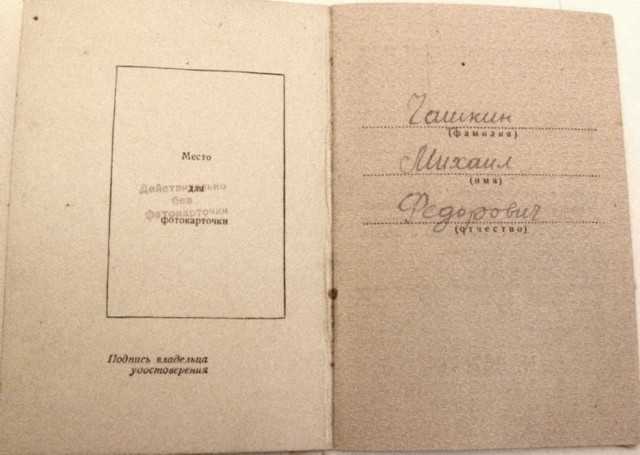 Место
для
фотокарточки
Действительно
без
фотокарточки
Подпись владельца
удостоверения
Чашкин
(фамилия)
Михаил
(имя)
Федорович
(отчество)